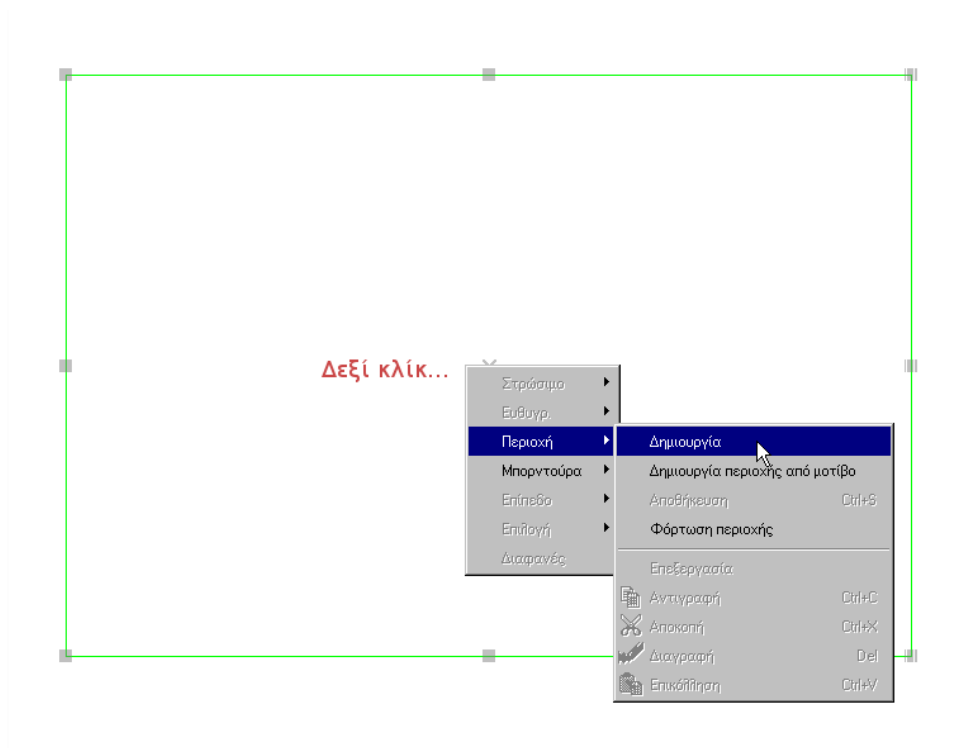 Δεξί κλίκ...
Στρώσιμο
Ευθυγρ.
Περιοχή
Μπορντούρα
Επίπεδο
Επιλογή
Διαφανές
Δημιουργία
Δημιουργία περιοχής από μοτίβο
Αποθήκευση Ctrl+S
Φόρτωση περιοχής
Επεξεργασία
Αντιγραφή Ctrl+C
Αποκοπή Ctrl+X
Διαγραφή Del
Επικόλληση Ctrl+V